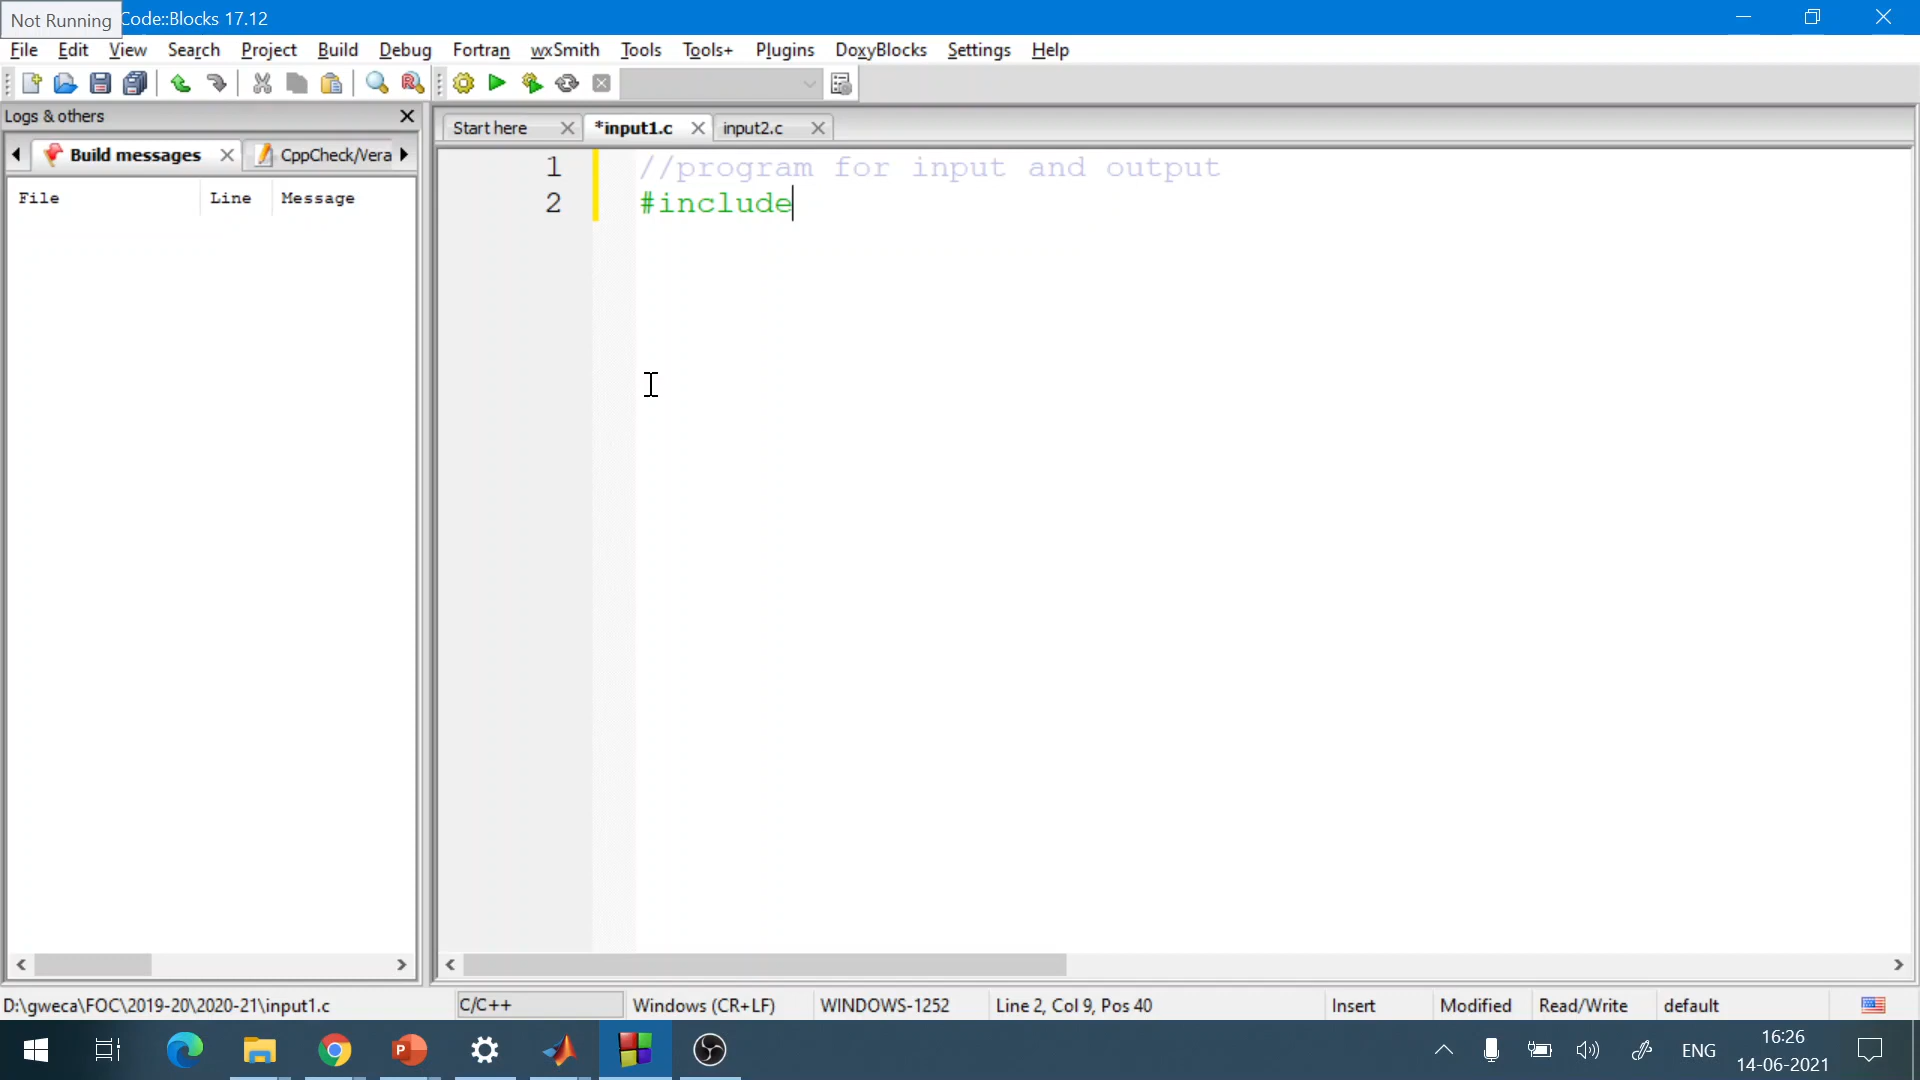 Not Running
Code::Blocks 17.12
File Edit View Search Project Build Debug Fortran wxSmith Tools Tools+ Plugins DoxyBlocks Settings Help
Logs & others
Start here *input1.c input2.c
Build messages CppCheck/Vera
File Line Message
1 //program for input and output
2 #include
D:\gweca\FOC\2019-20\2020-21\input1.c C/C++ Windows (CR+LF) WINDOWS-1252 Line 2, Col 9, Pos 40 Insert Modified Read/Write default
ENG
16:26
14-06-2021